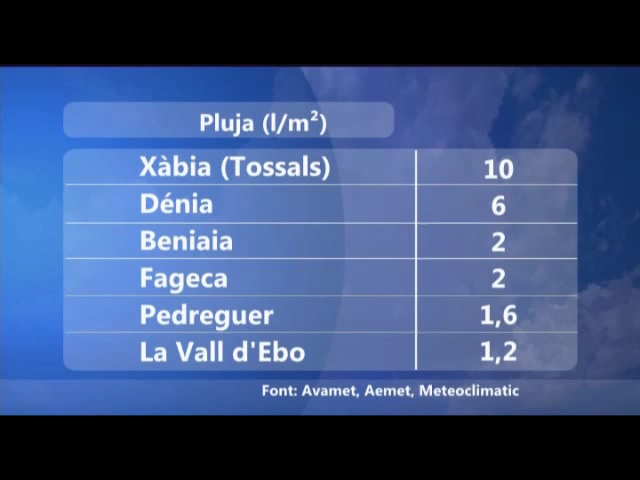 Pluja (l/m²)
Xàbia (Tossals) 10
Dénia 6
Beniaia 2
Fageca 2
Pedreguer 1,6
La Vall d'Ebo 1,2
Font: Avamet, Aemet, Meteoclimatic